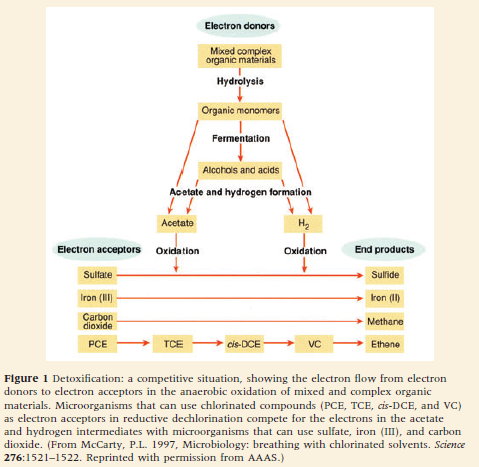 Electron donors
Mixed complex
organic materials
Hydrolysis
Organic monomers
Fermentation
Alcohols and acids
Acetate and hydrogen formation
Acetate
H2
Electron acceptors
Oxidation
Oxidation
End products
Sulfate
Sulfide
Iron (III)
Iron (II)
Carbon
dioxide
Methane
PCE
TCE
cis-DCE
VC
Ethene
Figure 1 Detoxification: a competitive situation, showing the electron flow from electron
donors to electron acceptors in the anaerobic oxidation of mixed and complex organic
materials. Microorganisms that can use chlorinated compounds (PCE, TCE, cis-DCE, and VC)
as electron acceptors in reductive dechlorination compete for the electrons in the acetate
and hydrogen intermediates with microorganisms that can use sulfate, iron (III), and carbon
dioxide. (From McCarty, P.L. 1997, Microbiology: breathing with chlorinated solvents. Science
276:1521–1522. Reprinted with permission from AAAS.)